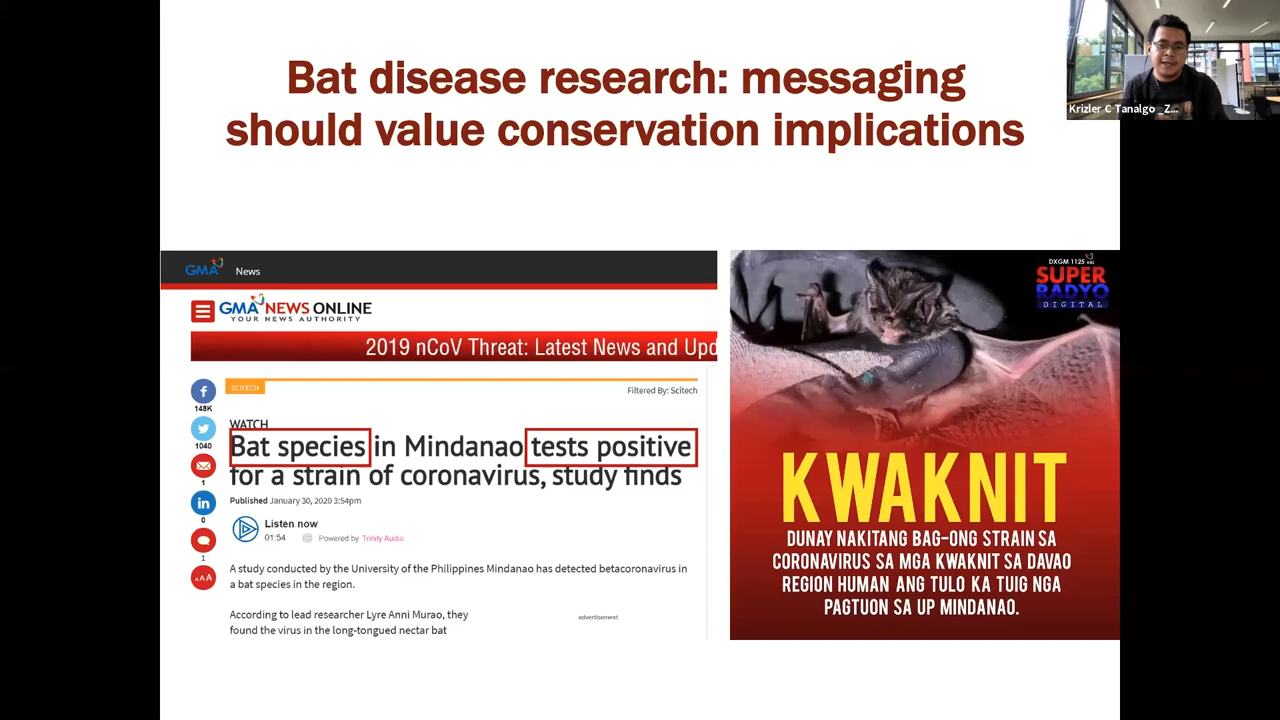 Bat disease research: messaging
should value conservation implications
Krizler C Tanalgo _Z...
GMA News
GMA NEWS ONLINE
YOUR NEWS AUTHORITY
2019 nCoV Threat: Latest News and Upd
SCITECH
Filtered By: Scitech
148K
1040
1
0
1
AAA
WATCH
Bat species in Mindanao tests positive
for a strain of coronavirus, study finds
Published January 30, 2020 3:54pm
Listen now
01:54 Powered by Trinity Audio
A study conducted by the University of the Philippines Mindanao has detected betacoronavirus in
a bat species in the region.
According to lead researcher Lyre Anni Murao, they
found the virus in the long-tongued nectar bat
advertisement
DXGM 1125
SUPER
RADYO
DIGITAL
KWAKNIT
DUNAY NAKITANG BAG-ONG STRAIN SA
CORONAVIRUS SA MGA KWAKNIT SA DAVAO
REGION HUMAN ANG TULO KA TUIG NGA
PAGTUON SA UP MINDANAO.